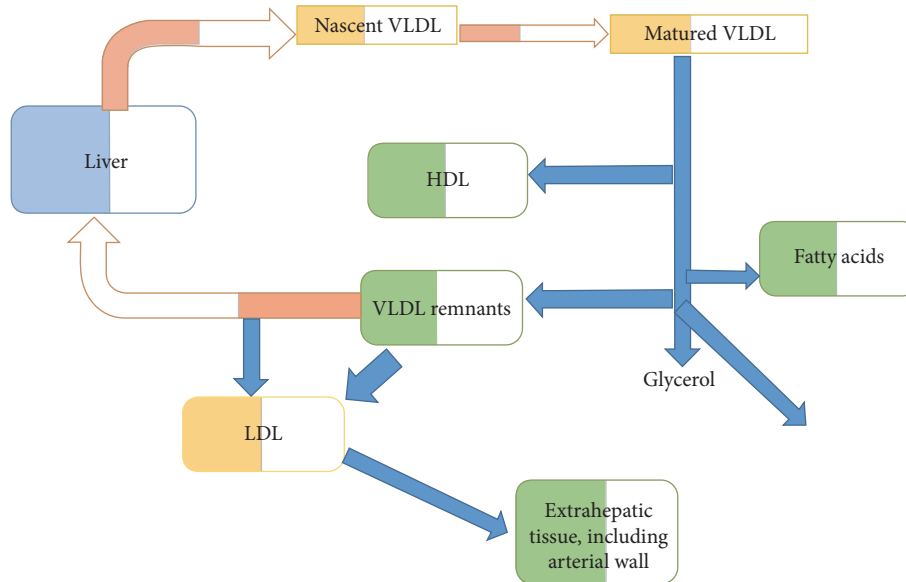 Nascent VLDL
Matured VLDL
Liver
HDL
Fatty acids
VLDL remnants
Glycerol
LDL
Extrahepatic
tissue, including
arterial wall